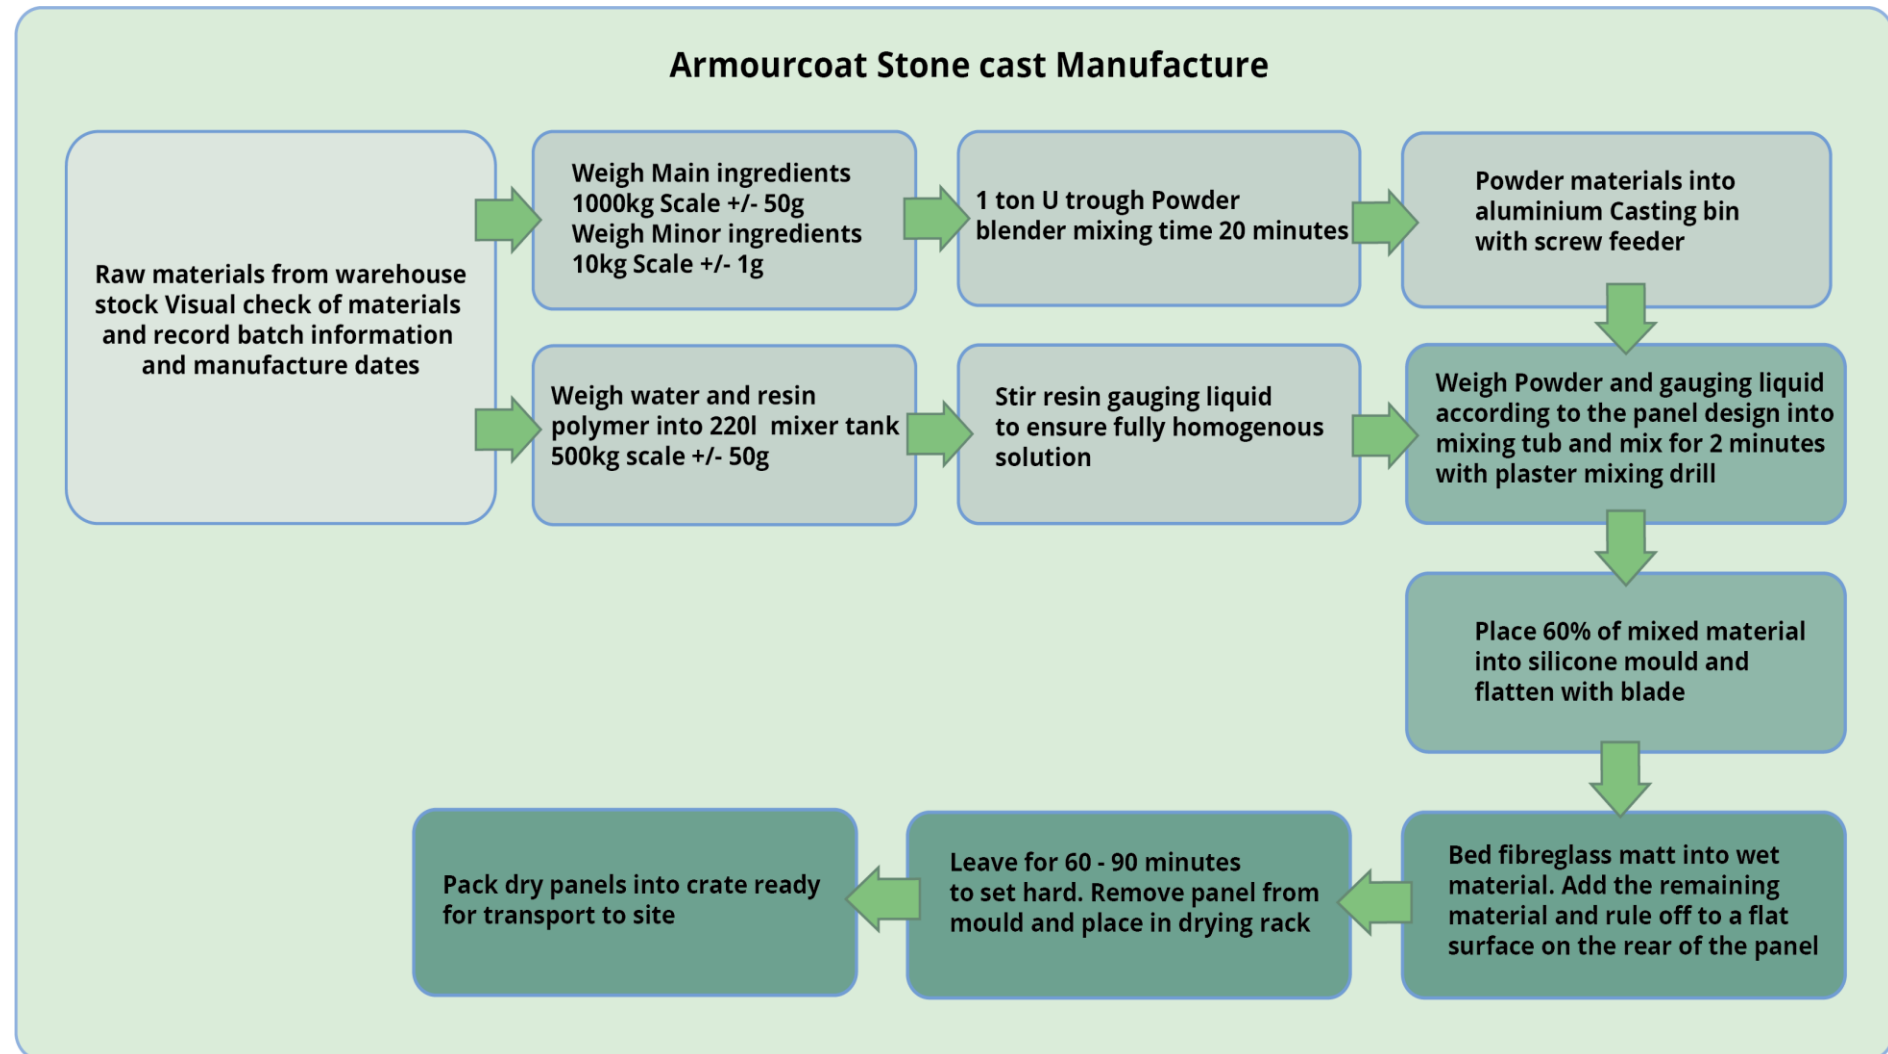 Armourcoat Stone cast Manufacture
Raw materials from warehouse
stock Visual check of materials
and record batch information
and manufacture dates
Weigh Main ingredients
1000kg Scale +/- 50g
Weigh Minor ingredients
10kg Scale +/- 1g
1 ton U trough Powder
blender mixing time 20 minutes
Powder materials into
aluminium Casting bin
with screw feeder
Weigh water and resin
polymer into 220l mixer tank
500kg scale +/- 50g
Stir resin gauging liquid
to ensure fully homogenous
solution
Weigh Powder and gauging liquid
according to the panel design into
mixing tub and mix for 2 minutes
with plaster mixing drill
Place 60% of mixed material
into silicone mould and
flatten with blade
Bed fibreglass matt into wet
material. Add the remaining
material and rule off to a flat
surface on the rear of the panel
Leave for 60 - 90 minutes
to set hard. Remove panel from
mould and place in drying rack
Pack dry panels into crate ready
for transport to site